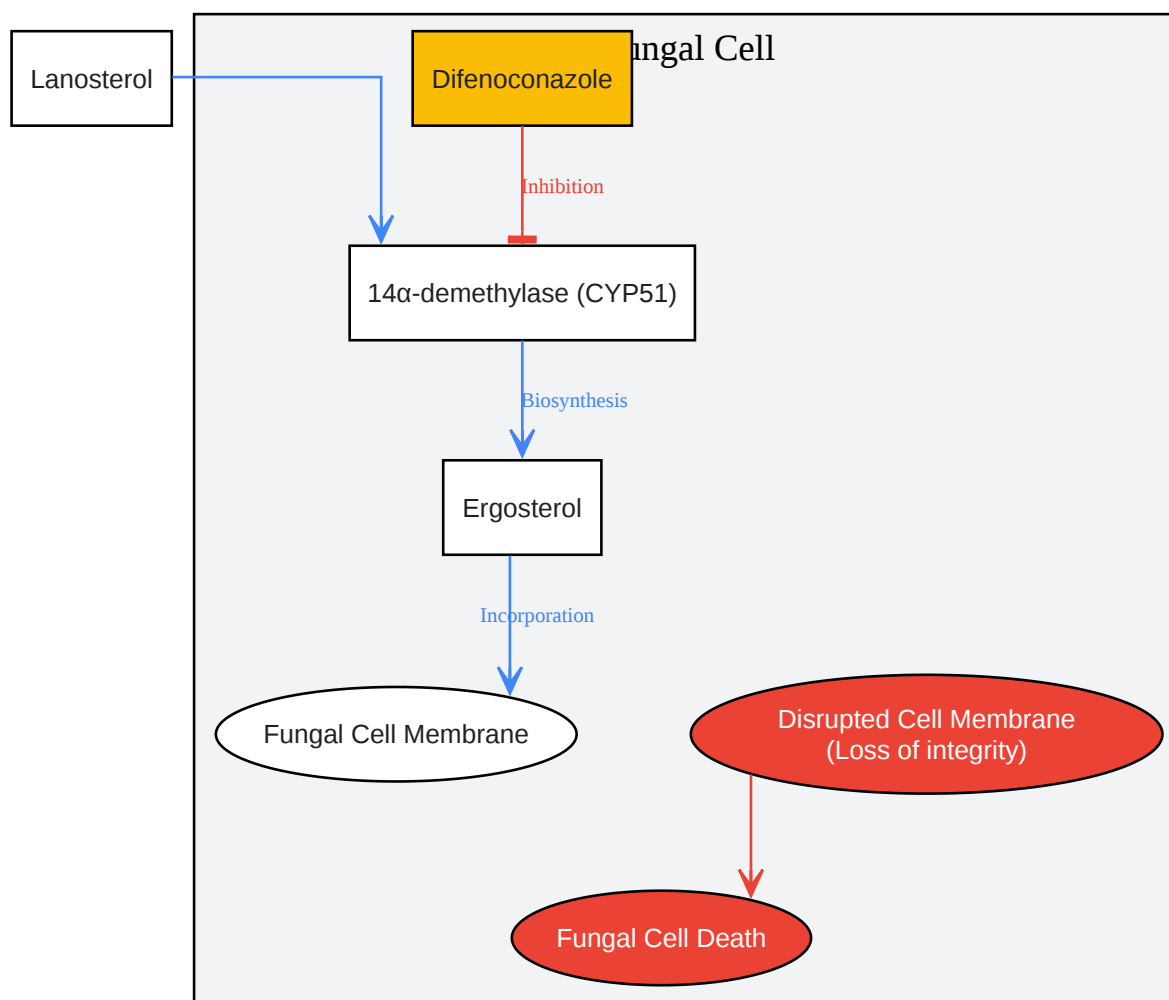 Lanosterol
Difenoconazole
ungal Cell
Inhibition
14α-demethylase (CYP51)
Biosynthesis
Ergosterol
Incorporation
Fungal Cell Membrane
Disrupted Cell Membrane
(Loss of integrity)
Fungal Cell Death